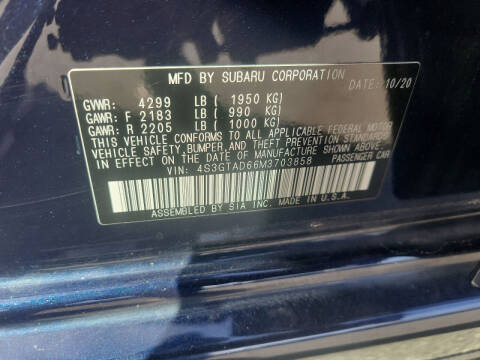 MFD BY SUBARU CORPORATION
DATE: 10/20
GVWR: 4299 LB ( 1950 KG)
GAWR: F 2183 LB ( 990 KG)
GAWR: R 2205 LB ( 1000 KG)
THIS VEHICLE CONFORMS TO ALL APPLICABLE FEDERAL MOTOR
VEHICLE SAFETY, BUMPER, AND THEFT PREVENTION STANDARDS
IN EFFECT ON THE DATE OF MANUFACTURE SHOWN ABOVE.
VIN: 4S3GTAD66M3703858 PASSENGER CAR
ASSEMBLED BY SIA INC. MADE IN U.S.A.